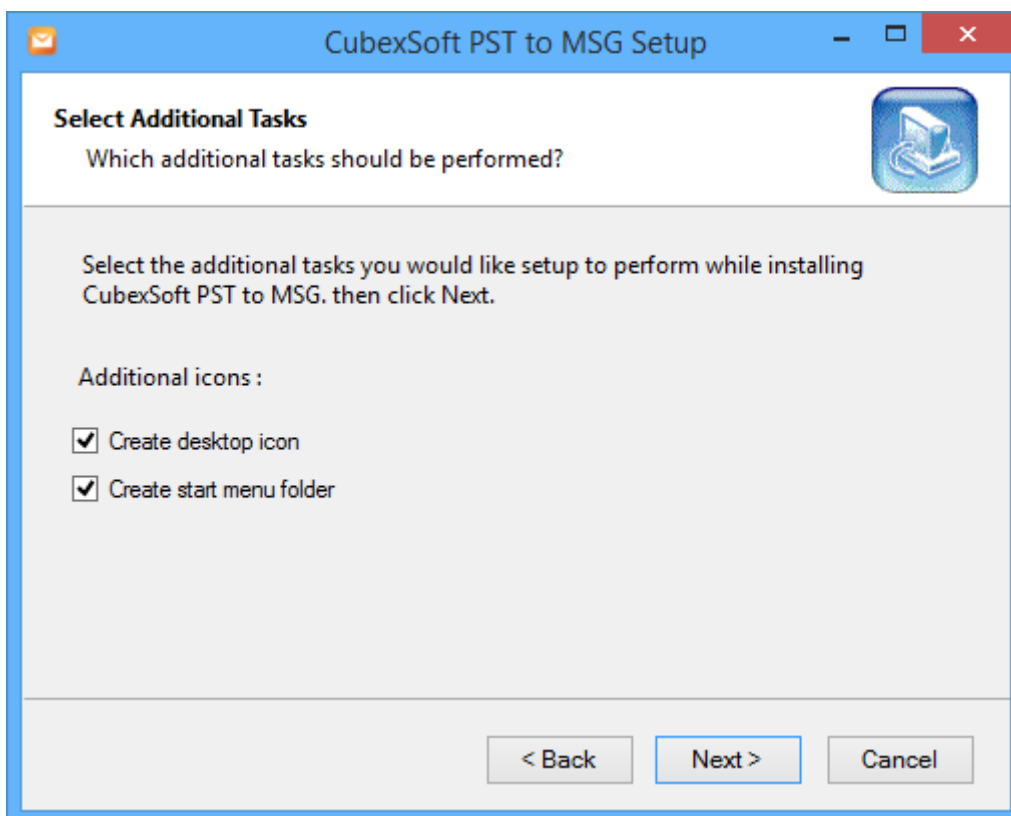 CubexSoft PST to MSG Setup
Select Additional Tasks
Which additional tasks should be performed?
Select the additional tasks you would like setup to perform while installing
CubexSoft PST to MSG. then click Next.
Additional icons :
Create desktop icon
Create start menu folder
< Back
Next >
Cancel